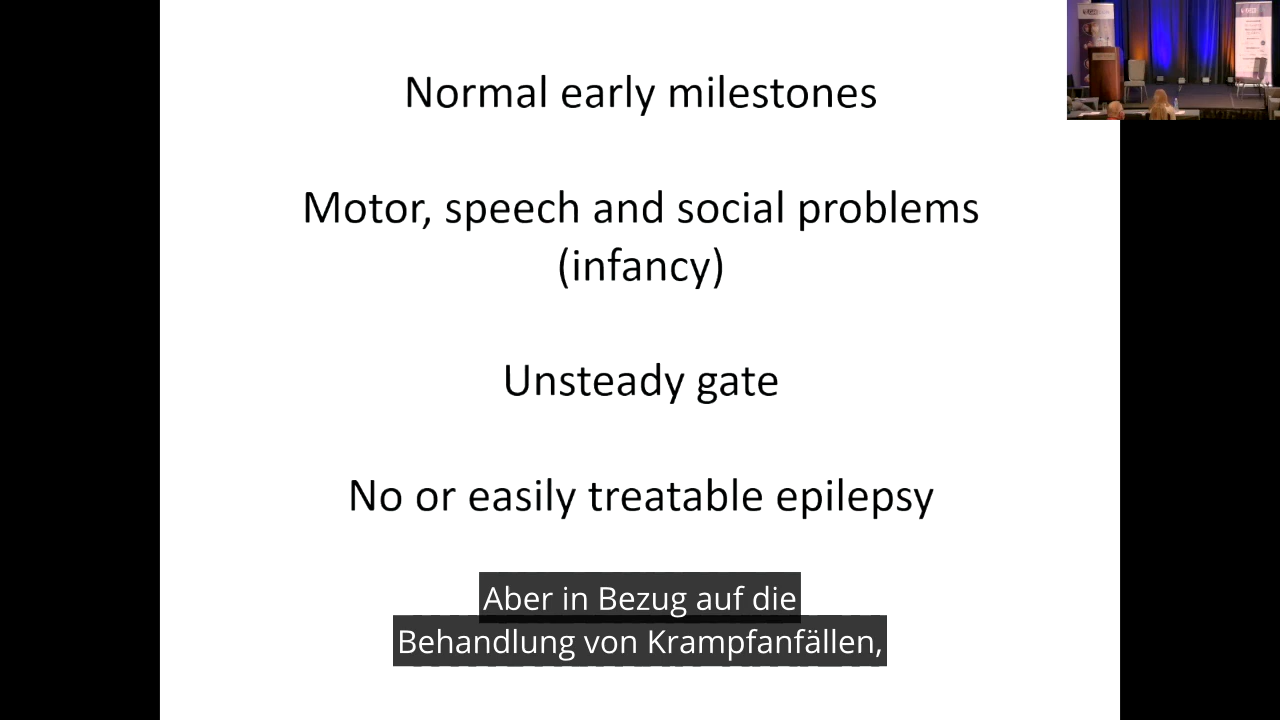 Normal early milestones
Motor, speech and social problems
(infancy)
Unsteady gate
No or easily treatable epilepsy
Aber in Bezug auf die
Behandlung von Krampfanfällen,